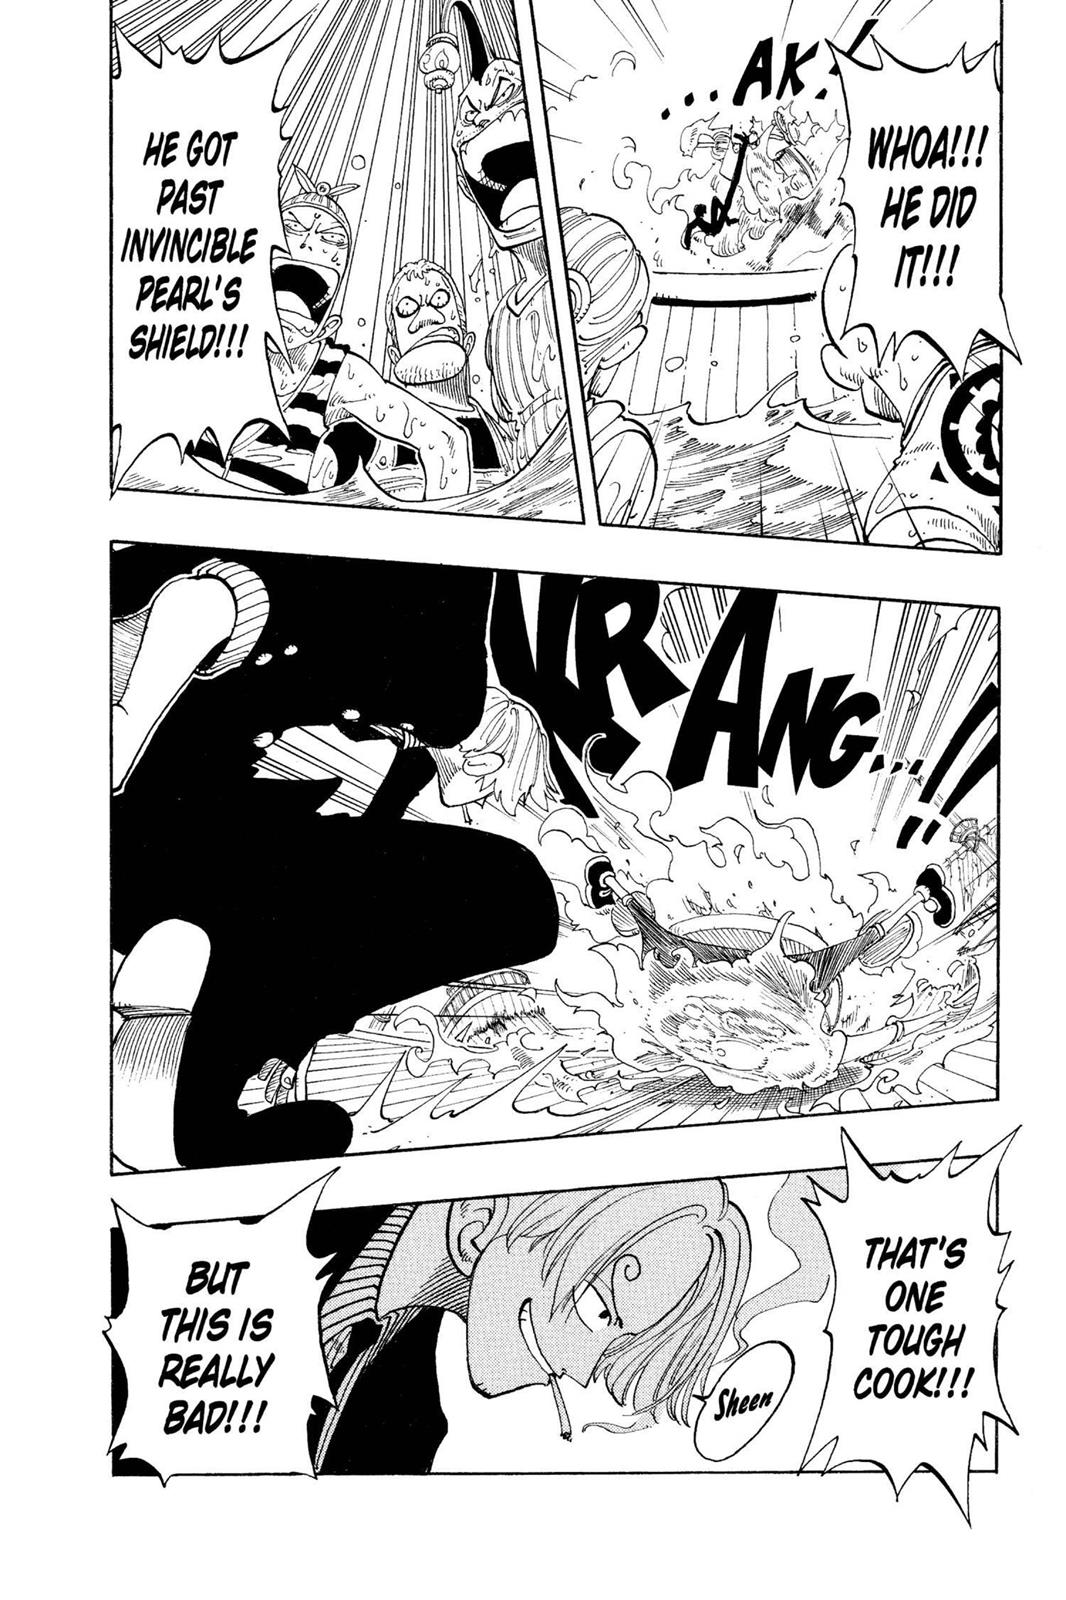 WHOA!!!
HE DID
IT!!!
...AK!
HE GOT
PAST
INVINCIBLE
PEARL'S
SHIELD!!!
KRANG...!!
THAT'S
ONE
TOUGH
COOK!!!
Sheen
BUT
THIS IS
REALLY
BAD!!!